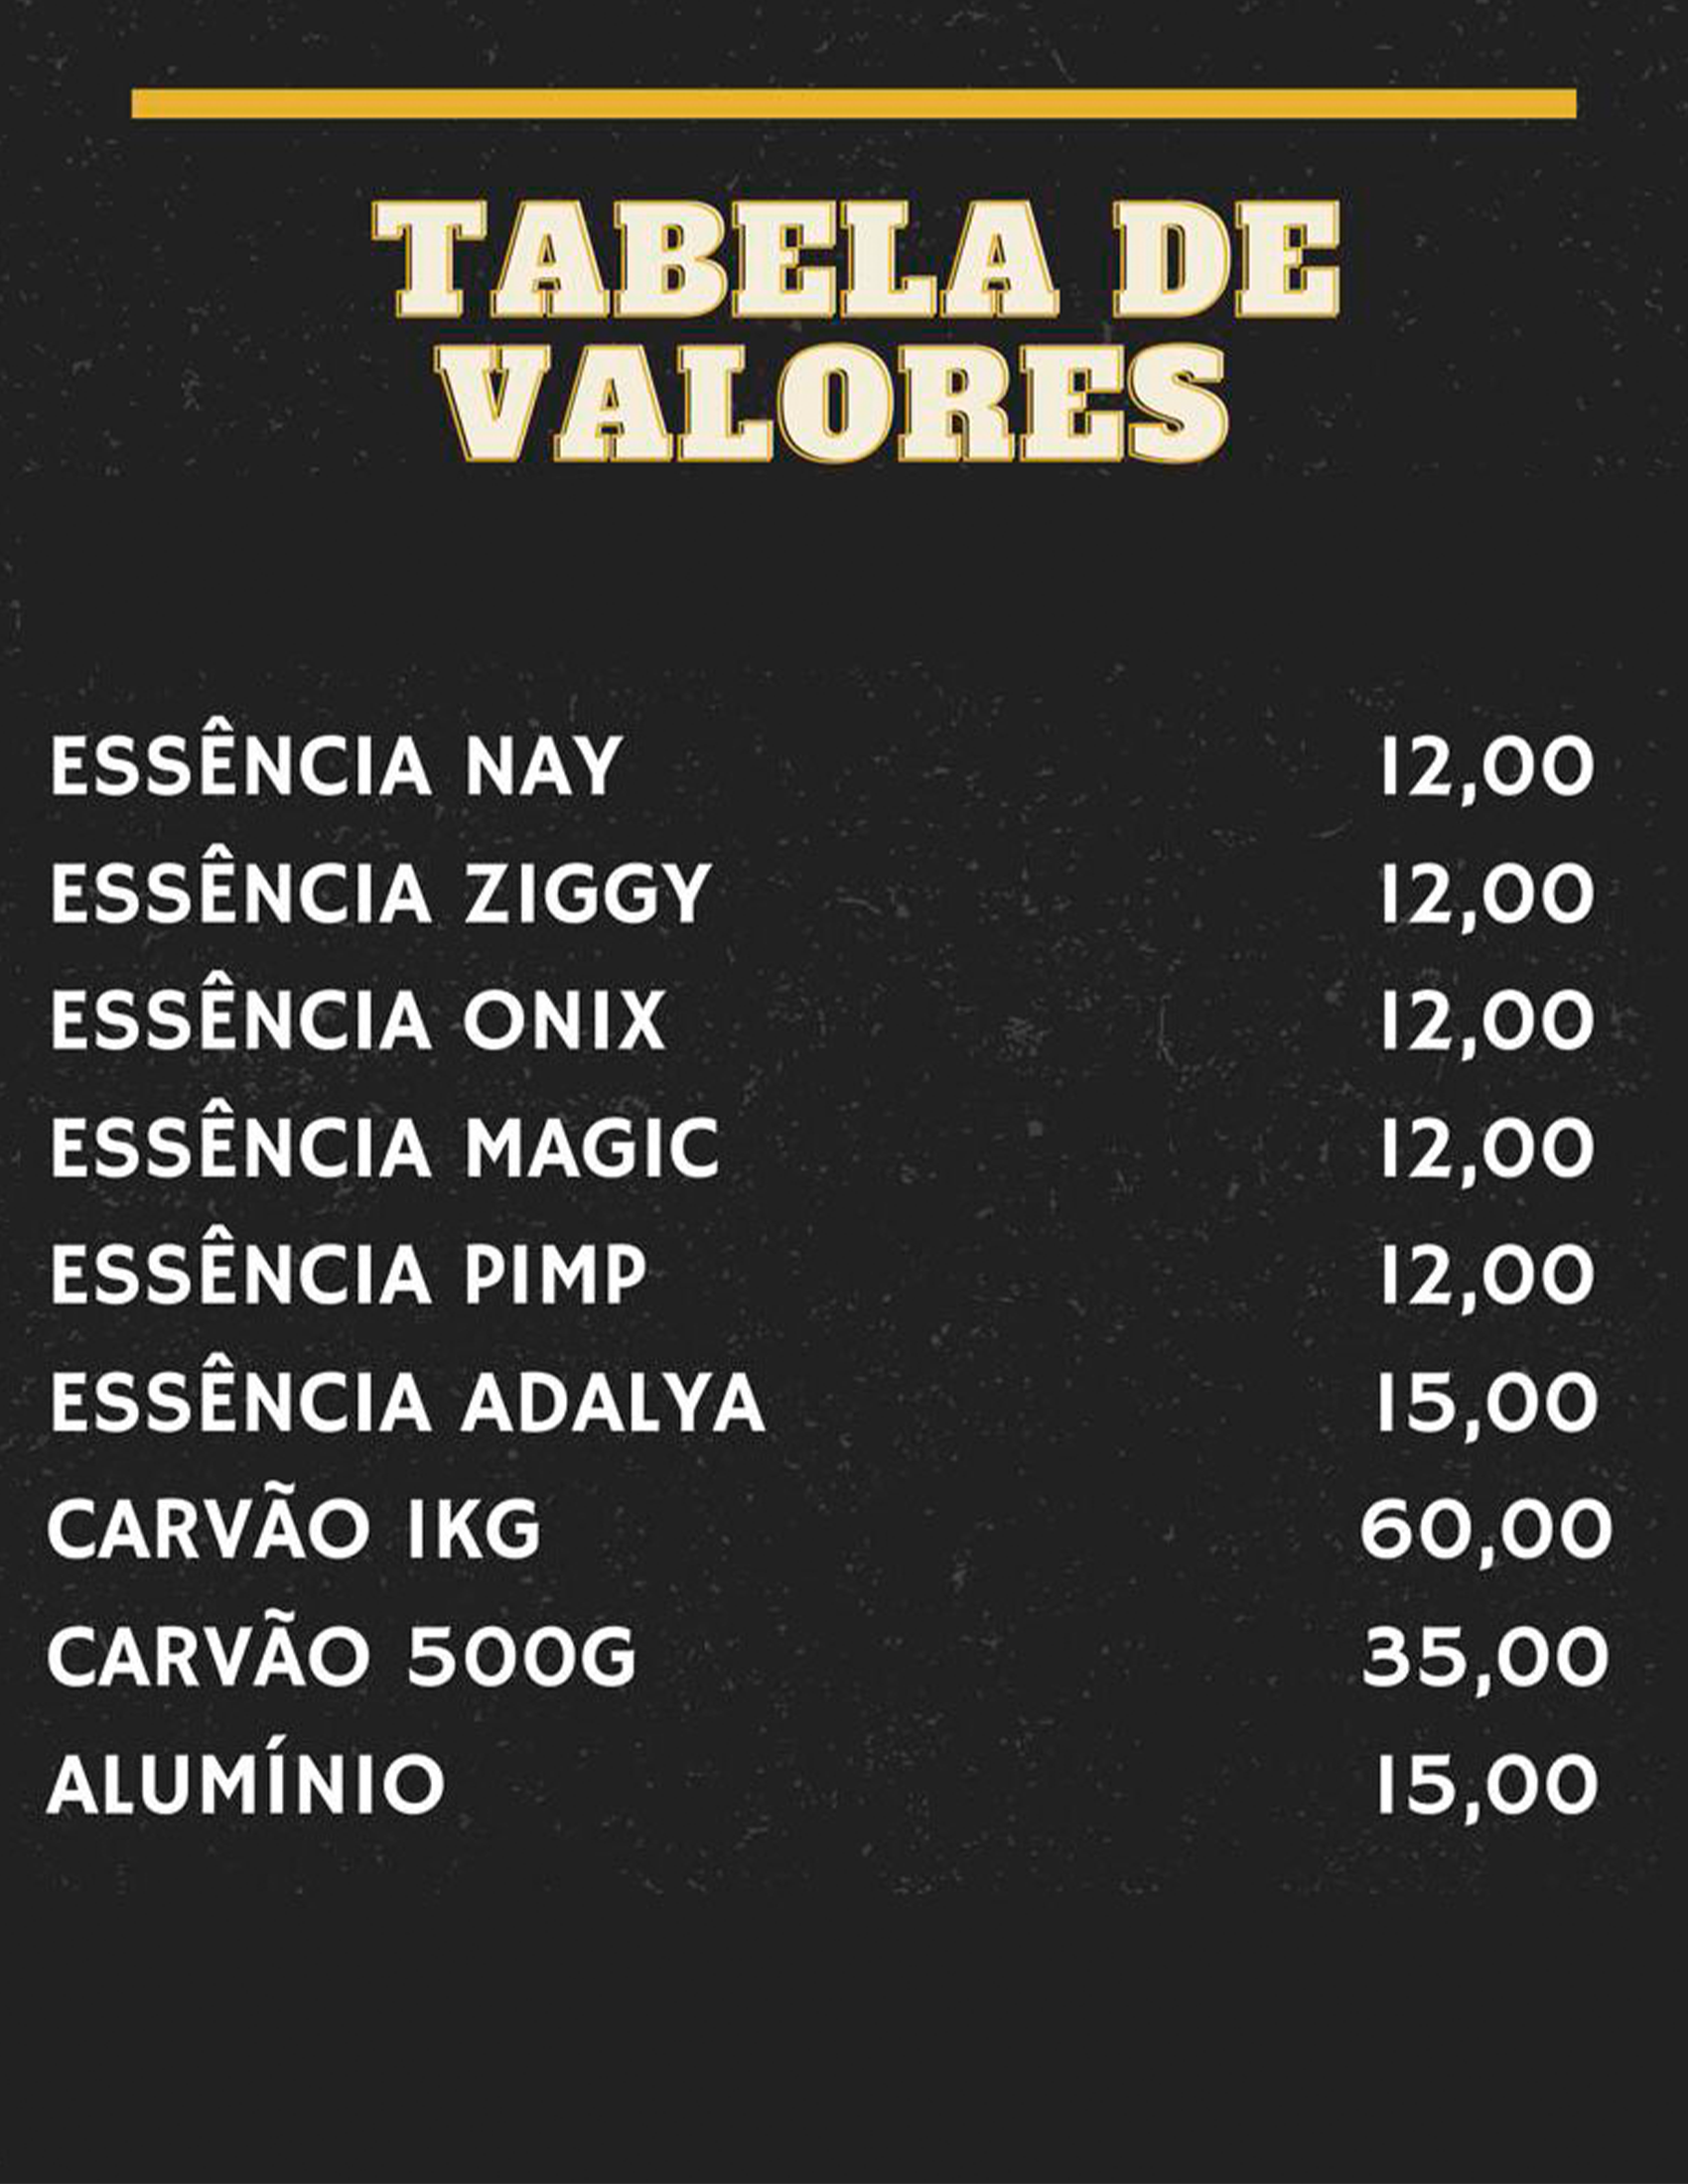 TABELA DE
VALORES
ESSÊNCIA NAY 12,00
ESSÊNCIA ZIGGY 12,00
ESSÊNCIA ONIX 12,00
ESSÊNCIA MAGIC 12,00
ESSÊNCIA PIMP 12,00
ESSÊNCIA ADALYA 15,00
CARVÃO 1KG 60,00
CARVÃO 500G 35,00
ALUMÍNIO 15,00